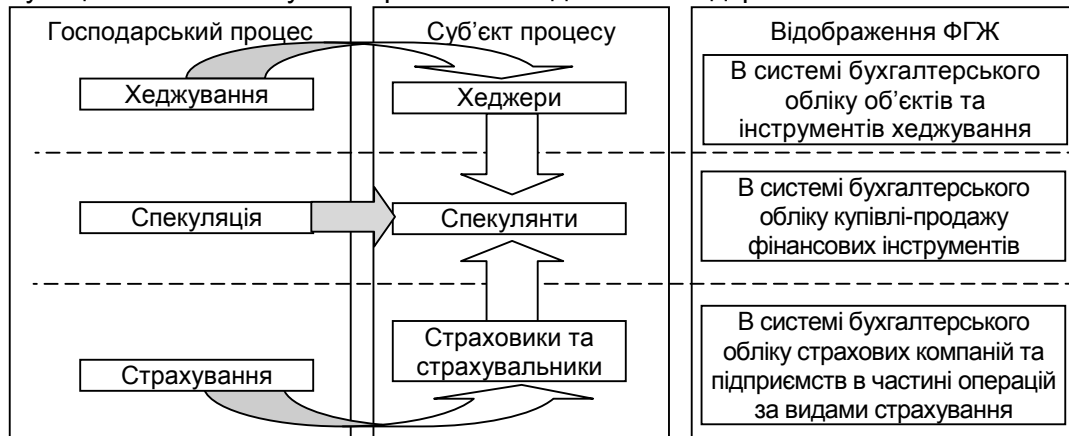 Господарський процес
Суб’єкт процесу
Відображення ФГЖ
Хеджування
Хеджери
В системі бухгалтерського
обліку об’єктів та
інструментів хеджування
Спекуляція
Спекулянти
В системі бухгалтерського
обліку купівлі-продажу
фінансових інструментів
Страхування
Страховики та
страхувальники
В системі бухгалтерського
обліку страхових компаній та
підприємств в частині операцій
за видами страхування